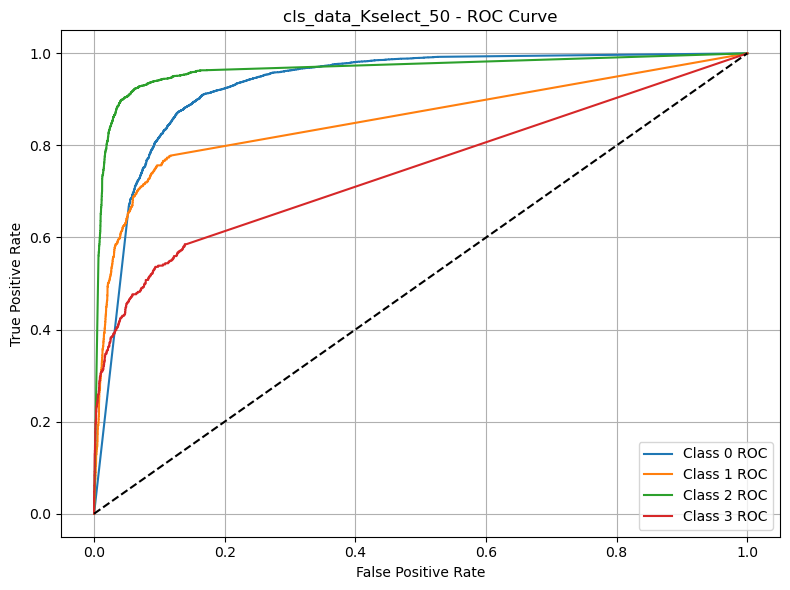 cls_data_Kselect_50 - ROC Curve
True Positive Rate
1.0
0.8
0.6
0.4
0.2
0.0
0.0 0.2 0.4 0.6 0.8 1.0
False Positive Rate
Class 0 ROC
Class 1 ROC
Class 2 ROC
Class 3 ROC